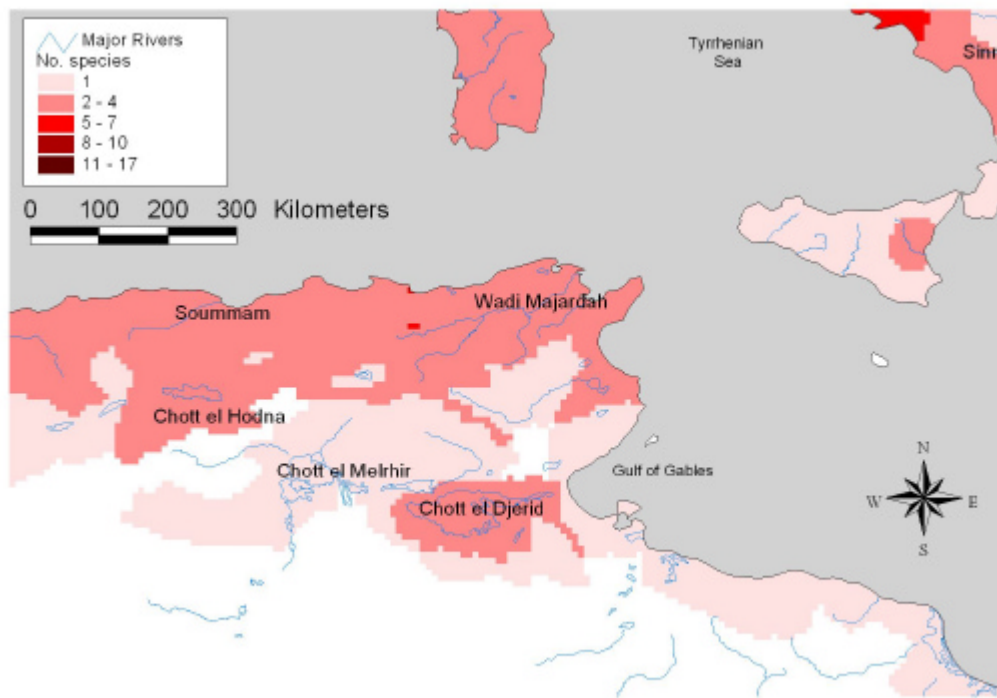 Major Rivers
No. species
1
2 - 4
5 - 7
8 - 10
11 - 17
0 100 200 300 Kilometers
Tyrrhenian
Sea
Sinn
Soummam
Wadi Majardah
Chott el Hodna
Chott el Melrhir
Gulf of Gables
Chott el Djerid
N
W E
S